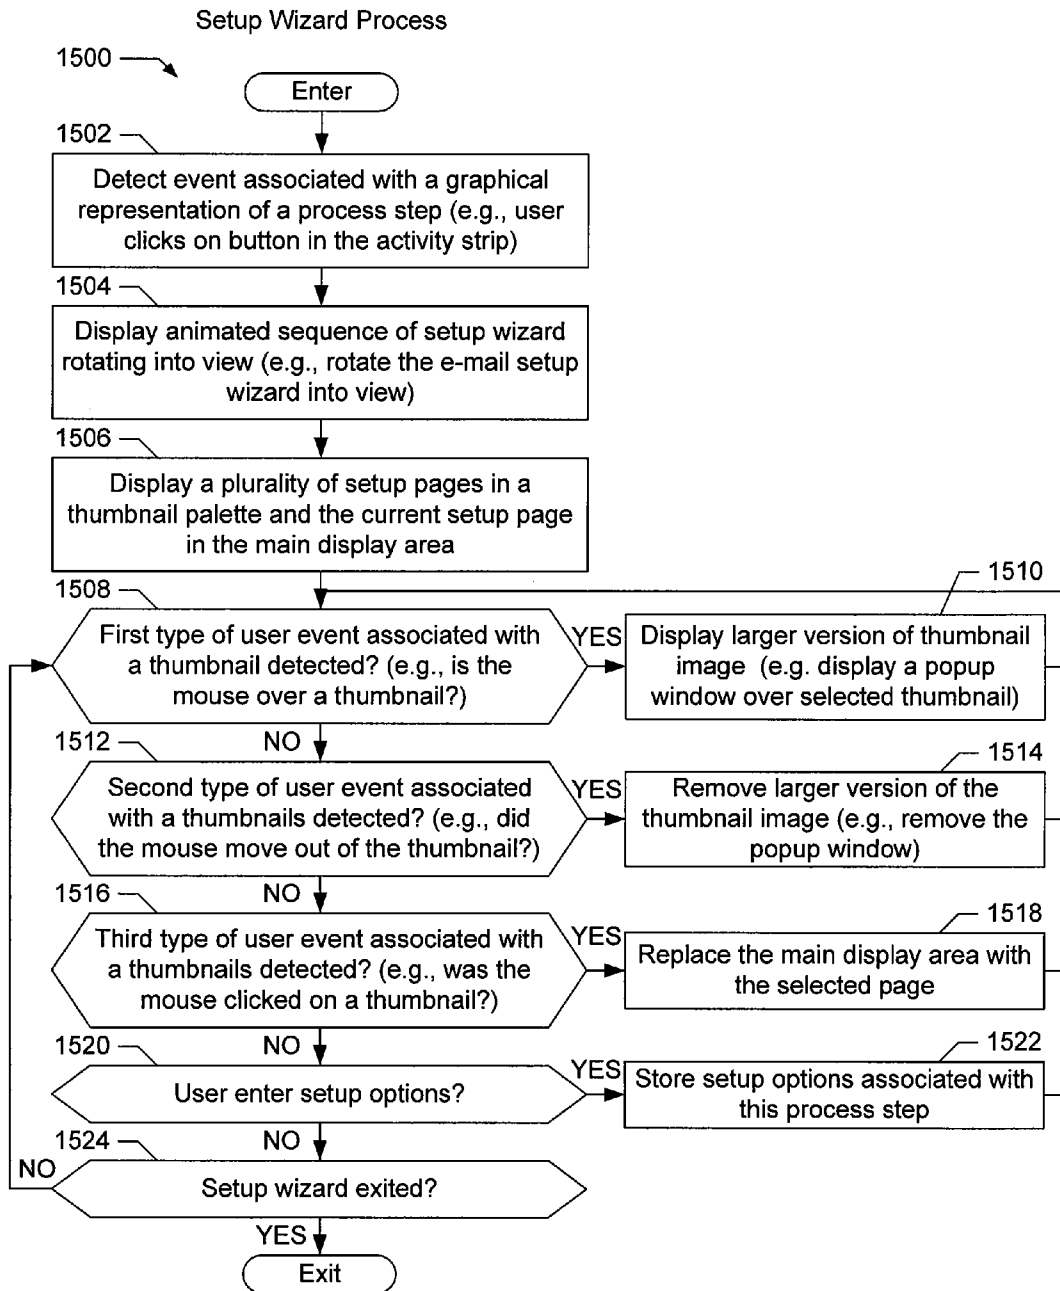 Setup Wizard Process
1500
Enter
1502
Detect event associated with a graphical
representation of a process step (e.g., user
clicks on button in the activity strip)
1504
Display animated sequence of setup wizard
rotating into view (e.g., rotate the e-mail setup
wizard into view)
1506
Display a plurality of setup pages in a
thumbnail palette and the current setup page
in the main display area
1508
First type of user event associated with
a thumbnail detected? (e.g., is the
mouse over a thumbnail?)
YES
1510
Display larger version of thumbnail
image (e.g. display a popup
window over selected thumbnail)
NO
1512
Second type of user event associated
with a thumbnails detected? (e.g., did
the mouse move out of the thumbnail?)
YES
1514
Remove larger version of the
thumbnail image (e.g., remove the
popup window)
NO
1516
Third type of user event associated with
a thumbnails detected? (e.g., was the
mouse clicked on a thumbnail?)
YES
1518
Replace the main display area with
the selected page
NO
1520
User enter setup options?
YES
1522
Store setup options associated with
this process step
NO
1524
Setup wizard exited?
NO
YES
Exit